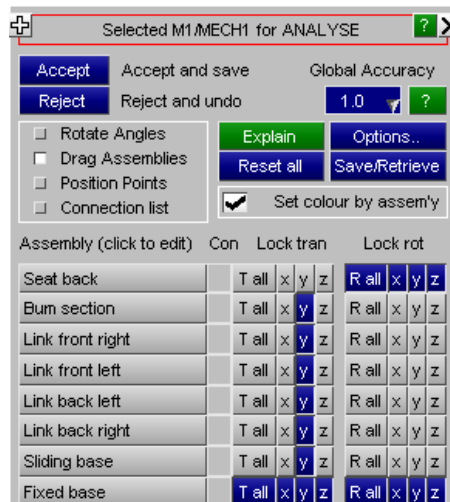 Selected M1/MECH1 for ANALYSE ? X
Accept Accept and save Global Accuracy
Reject Reject and undo 1.0 ?
Rotate Angles Explain Options..
Drag Assemblies Reset all Save/Retrieve
Position Points
Connection list Set colour by assem'y
Assembly (click to edit) Con Lock tran Lock rot
Seat back T all x y z R all x y z
Bum section T all x y z R all x y z
Link front right T all x y z R all x y z
Link front left T all x y z R all x y z
Link back left T all x y z R all x y z
Link back right T all x y z R all x y z
Sliding base T all x y z R all x y z
Fixed base T all x y z R all x y z